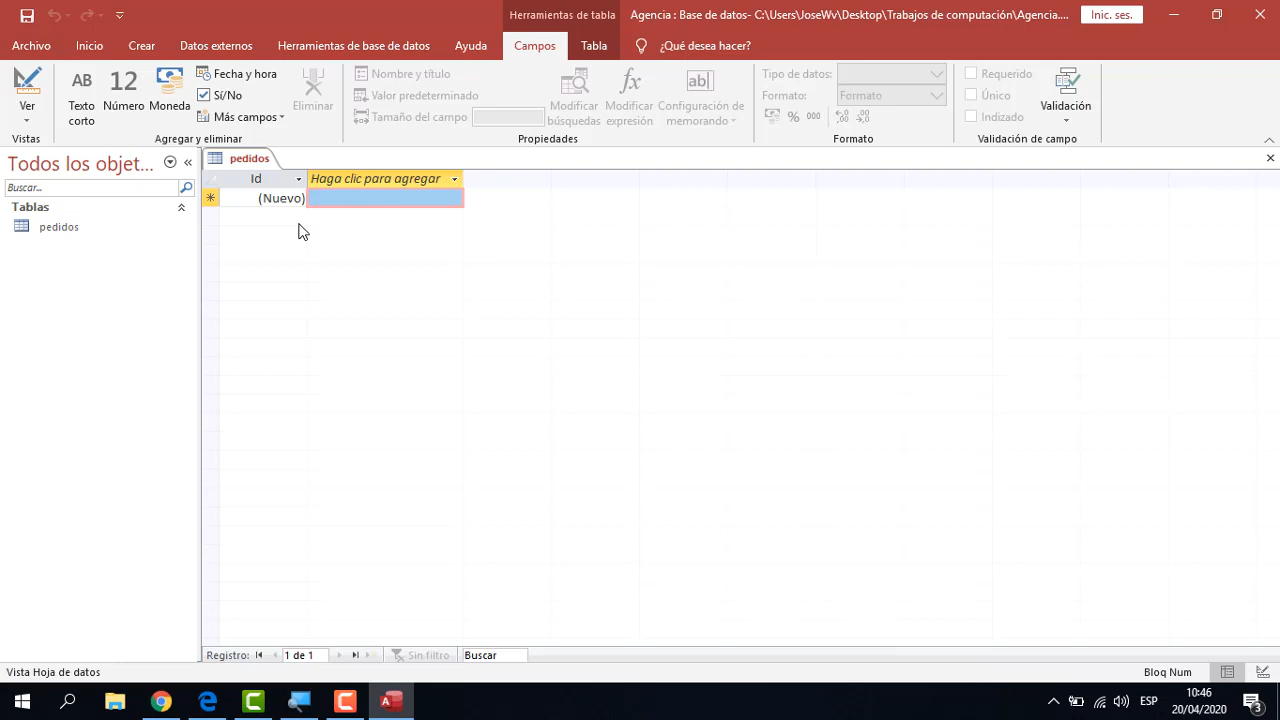 Herramientas de tabla
Agencia : Base de datos- C:\Users\JoseWv\Desktop\Trabajos de computación\Agencia....
Inic. ses.
Archivo
Inicio
Crear
Datos externos
Herramientas de base de datos
Ayuda
Campos
Tabla
¿Qué desea hacer?
Ver
Vistas
AB
Texto
corto
12
Número
Moneda
Fecha y hora
Sí/No
Más campos
Eliminar
Agregar y eliminar
Nombre y título
Valor predeterminado
Tamaño del campo
fx
ab|
Modificar
búsquedas
Modificar
expresión
Configuración de
memorando
Propiedades
Tipo de datos:
Formato:
Formato
% 000
Formato
Requerido
Único
Indizado
Validación
Validación de campo
Todos los objet...
Buscar...
Tablas
pedidos
pedidos
Id
Haga clic para agregar
(Nuevo)
Registro:
1 de 1
Sin filtro
Buscar
Vista Hoja de datos
Bloq Num
ESP
10:46
20/04/2020
3